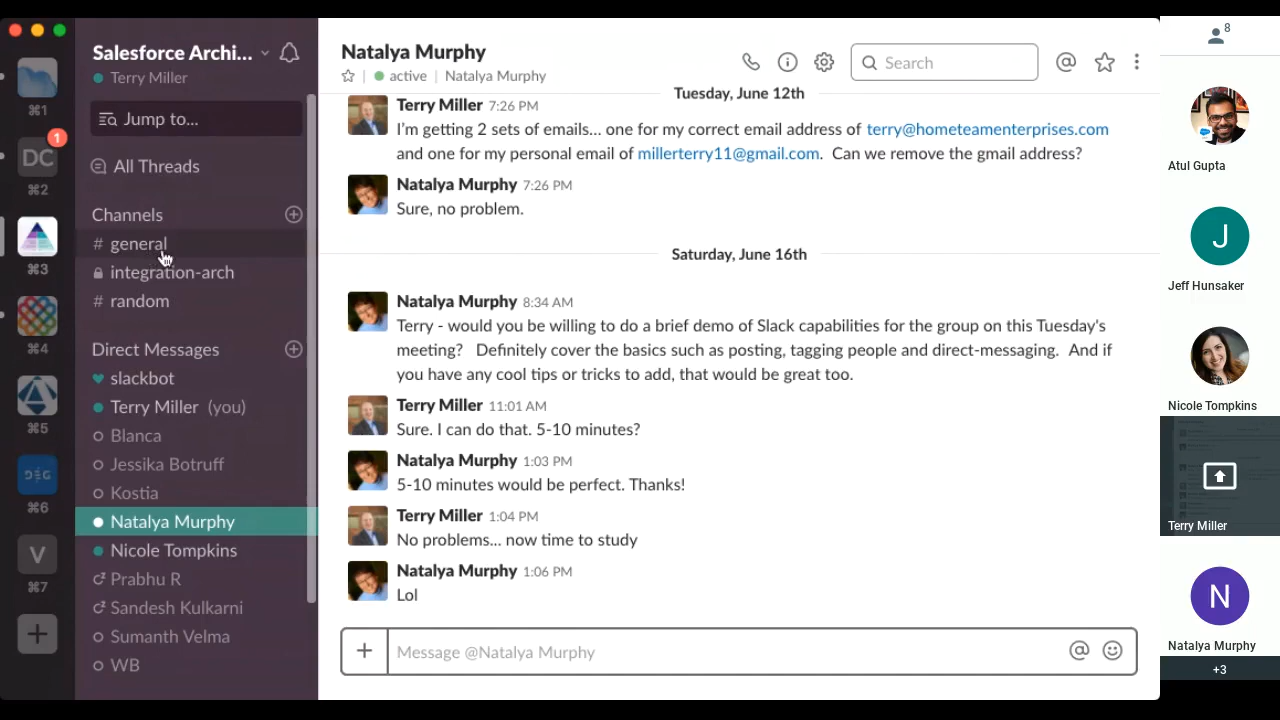 Salesforce Archi...
Terry Miller
Jump to...
All Threads
Channels
# general
integration-arch
# random
Direct Messages
slackbot
Terry Miller (you)
Blanca
Jessika Botruff
Kostia
Natalya Murphy
Nicole Tompkins
Prabhu R
Sandesh Kulkarni
Sumanth Velma
WB
⌘1
DC
1
⌘2
⌘3
⌘4
⌘5
DEG
⌘6
V
⌘7
Natalya Murphy
active | Natalya Murphy
Search
Tuesday, June 12th
Terry Miller 7:26 PM
I'm getting 2 sets of emails... one for my correct email address of terry@hometeamenterprises.com
and one for my personal email of millerterry11@gmail.com. Can we remove the gmail address?
Natalya Murphy 7:26 PM
Sure, no problem.
Saturday, June 16th
Natalya Murphy 8:34 AM
Terry - would you be willing to do a brief demo of Slack capabilities for the group on this Tuesday's
meeting? Definitely cover the basics such as posting, tagging people and direct-messaging. And if
you have any cool tips or tricks to add, that would be great too.
Terry Miller 11:01 AM
Sure. I can do that. 5-10 minutes?
Natalya Murphy 1:03 PM
5-10 minutes would be perfect. Thanks!
Terry Miller 1:04 PM
No problems... now time to study
Natalya Murphy 1:06 PM
Lol
Message @Natalya Murphy
8
Atul Gupta
J
Jeff Hunsaker
Nicole Tompkins
Terry Miller
N
Natalya Murphy
+3